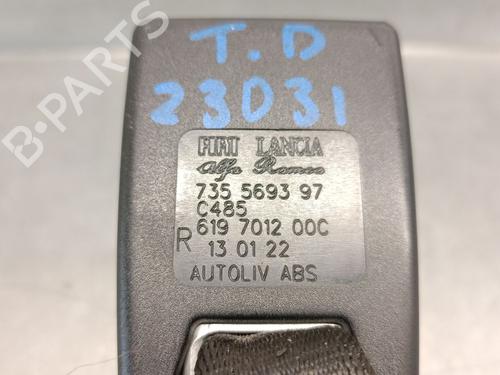 B-PARTS
T.D
23031
FIAT LANCIA
Alfa Romeo
735 5693 97
C485
619 7012 00C
R 13 01 22
AUTOLIV ABS